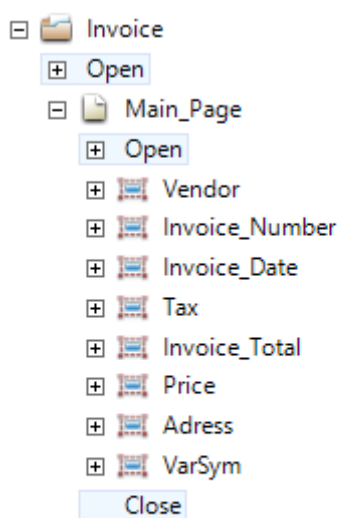 Invoice
Open
Main_Page
Open
Vendor
Invoice_Number
Invoice_Date
Tax
Invoice_Total
Price
Adress
VarSym
Close